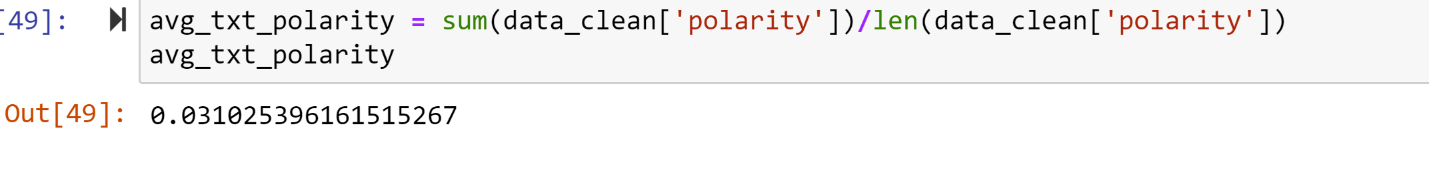 [49]: avg_txt_polarity = sum(data_clean['polarity'])/len(data_clean['polarity'])
avg_txt_polarity
Out[49]: 0.031025396161515267